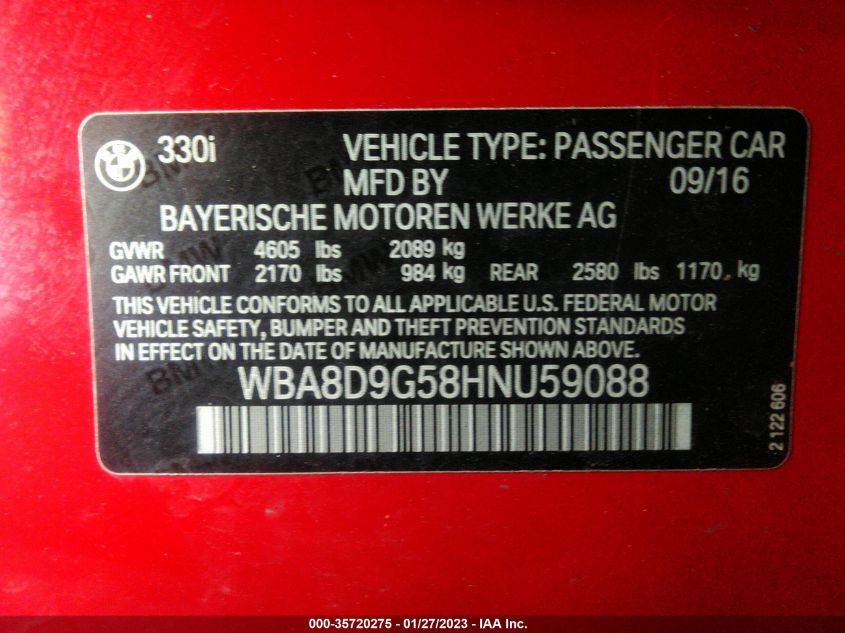 330i VEHICLE TYPE: PASSENGER CAR
MFD BY 09/16
BAYERISCHE MOTOREN WERKE AG
GVWR 4605 lbs 2089 kg
GAWR FRONT 2170 lbs 984 kg REAR 2580 lbs 1170 kg
THIS VEHICLE CONFORMS TO ALL APPLICABLE U.S. FEDERAL MOTOR
VEHICLE SAFETY, BUMPER AND THEFT PREVENTION STANDARDS
IN EFFECT ON THE DATE OF MANUFACTURE SHOWN ABOVE.
WBA8D9G58HNU59088
2 122 606
000-35720275 - 01/27/2023 - IAA Inc.